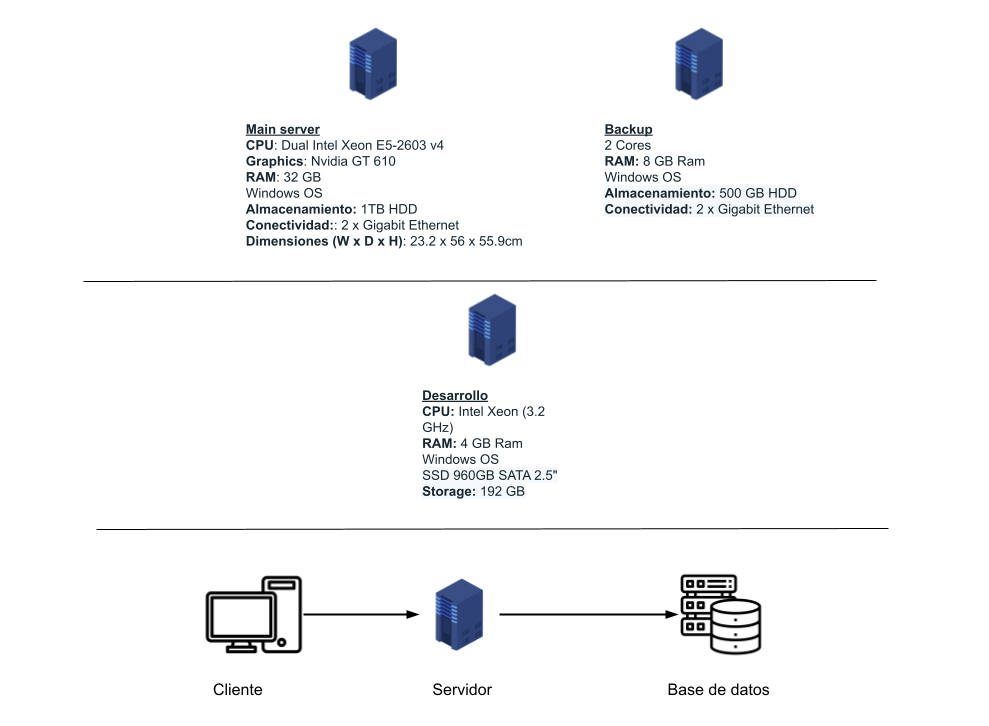 Main server
CPU: Dual Intel Xeon E5-2603 v4
Graphics: Nvidia GT 610
RAM: 32 GB
Windows OS
Almacenamiento: 1TB HDD
Conectividad:: 2 x Gigabit Ethernet
Dimensiones (W x D x H): 23.2 x 56 x 55.9cm
Backup
2 Cores
RAM: 8 GB Ram
Windows OS
Almacenamiento: 500 GB HDD
Conectividad: 2 x Gigabit Ethernet
Desarrollo
CPU: Intel Xeon (3.2
GHz)
RAM: 4 GB Ram
Windows OS
SSD 960GB SATA 2.5"
Storage: 192 GB
Cliente
Servidor
Base de datos